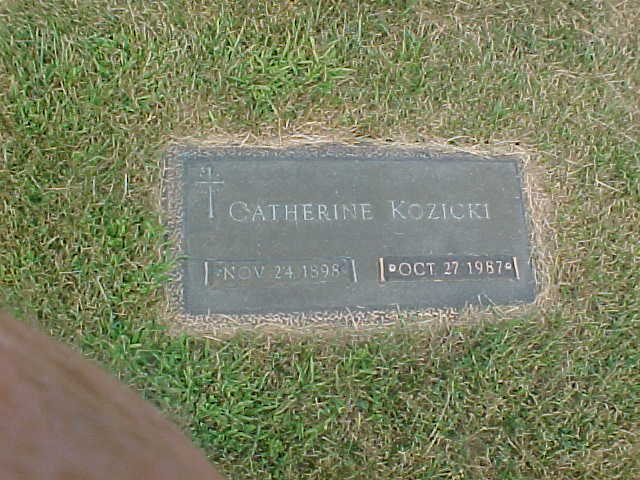 CATHERINE KOZICKI
NOV 24 1898 OCT 27 1987